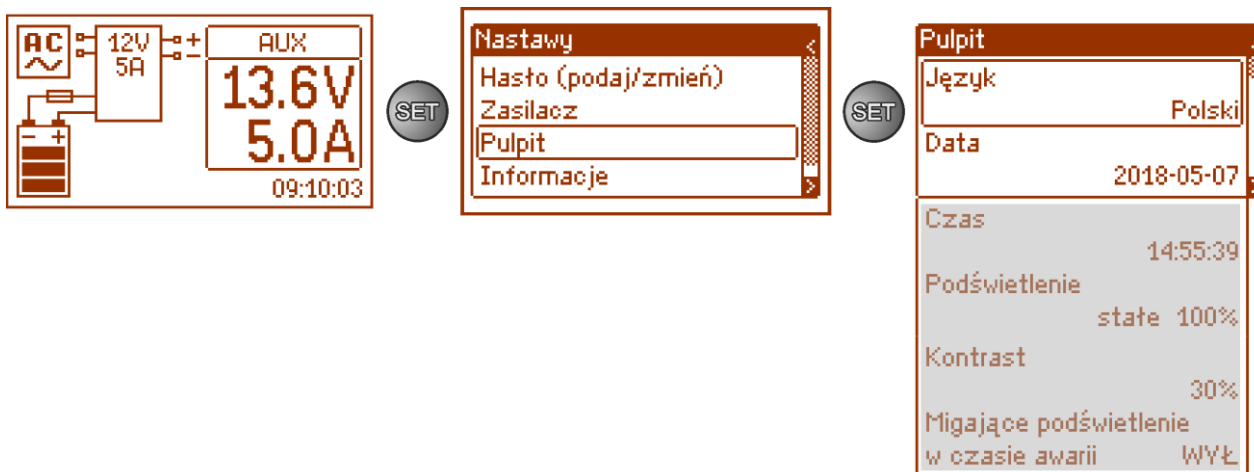 AC
12V
5A
+
-
AUX
13.6V
5.0A
- +
09:10:03
SET
Nastawy
Hasło (podaj/zmień)
Zasilacz
Pulpit
Informacje
SET
Pulpit
Język
Polski
Data
2018-05-07
Czas
14:55:39
Podświetlenie
stałe 100%
Kontrast
30%
Migające podświetlenie
w czasie awarii WYŁ